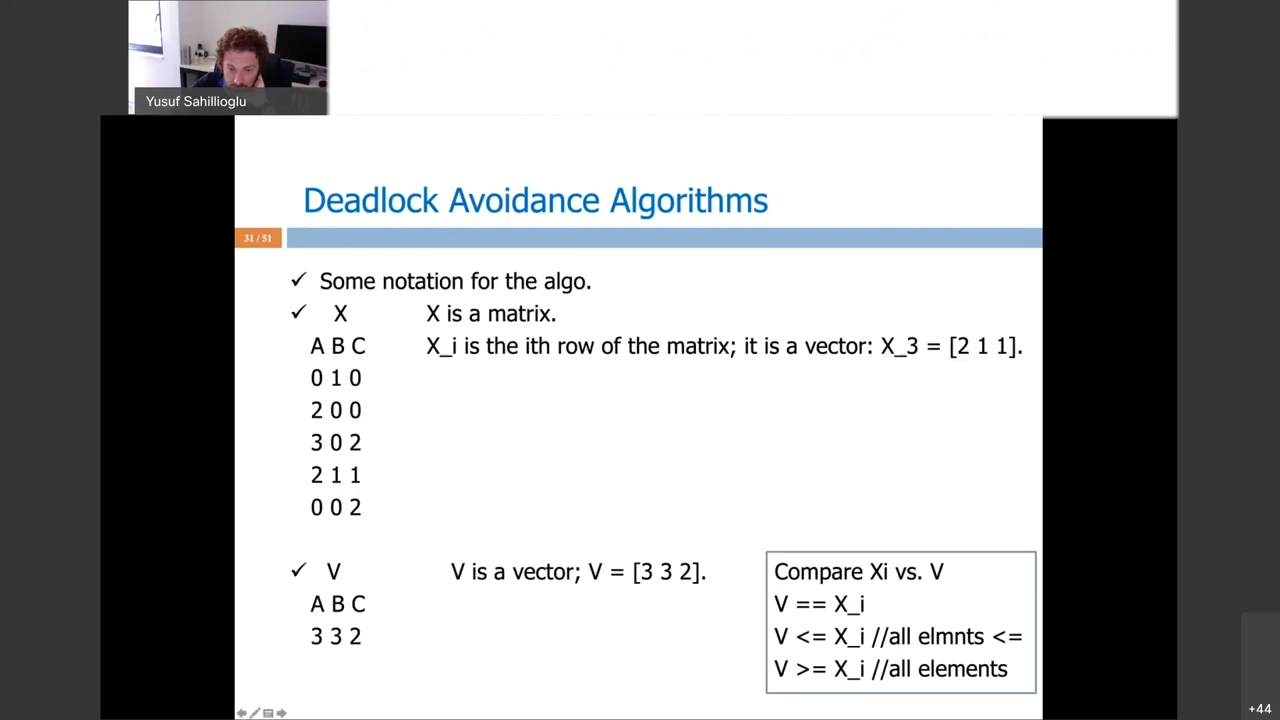 Yusuf Sahillioglu
Deadlock Avoidance Algorithms
31 / 51
✓ Some notation for the algo.
✓ X X is a matrix.
A B C X_i is the ith row of the matrix; it is a vector: X_3 = [2 1 1].
0 1 0
2 0 0
3 0 2
2 1 1
0 0 2
✓ V V is a vector; V = [3 3 2].
A B C
3 3 2
Compare Xi vs. V
V == X_i
V <= X_i //all elmnts <=
V >= X_i //all elements
+44